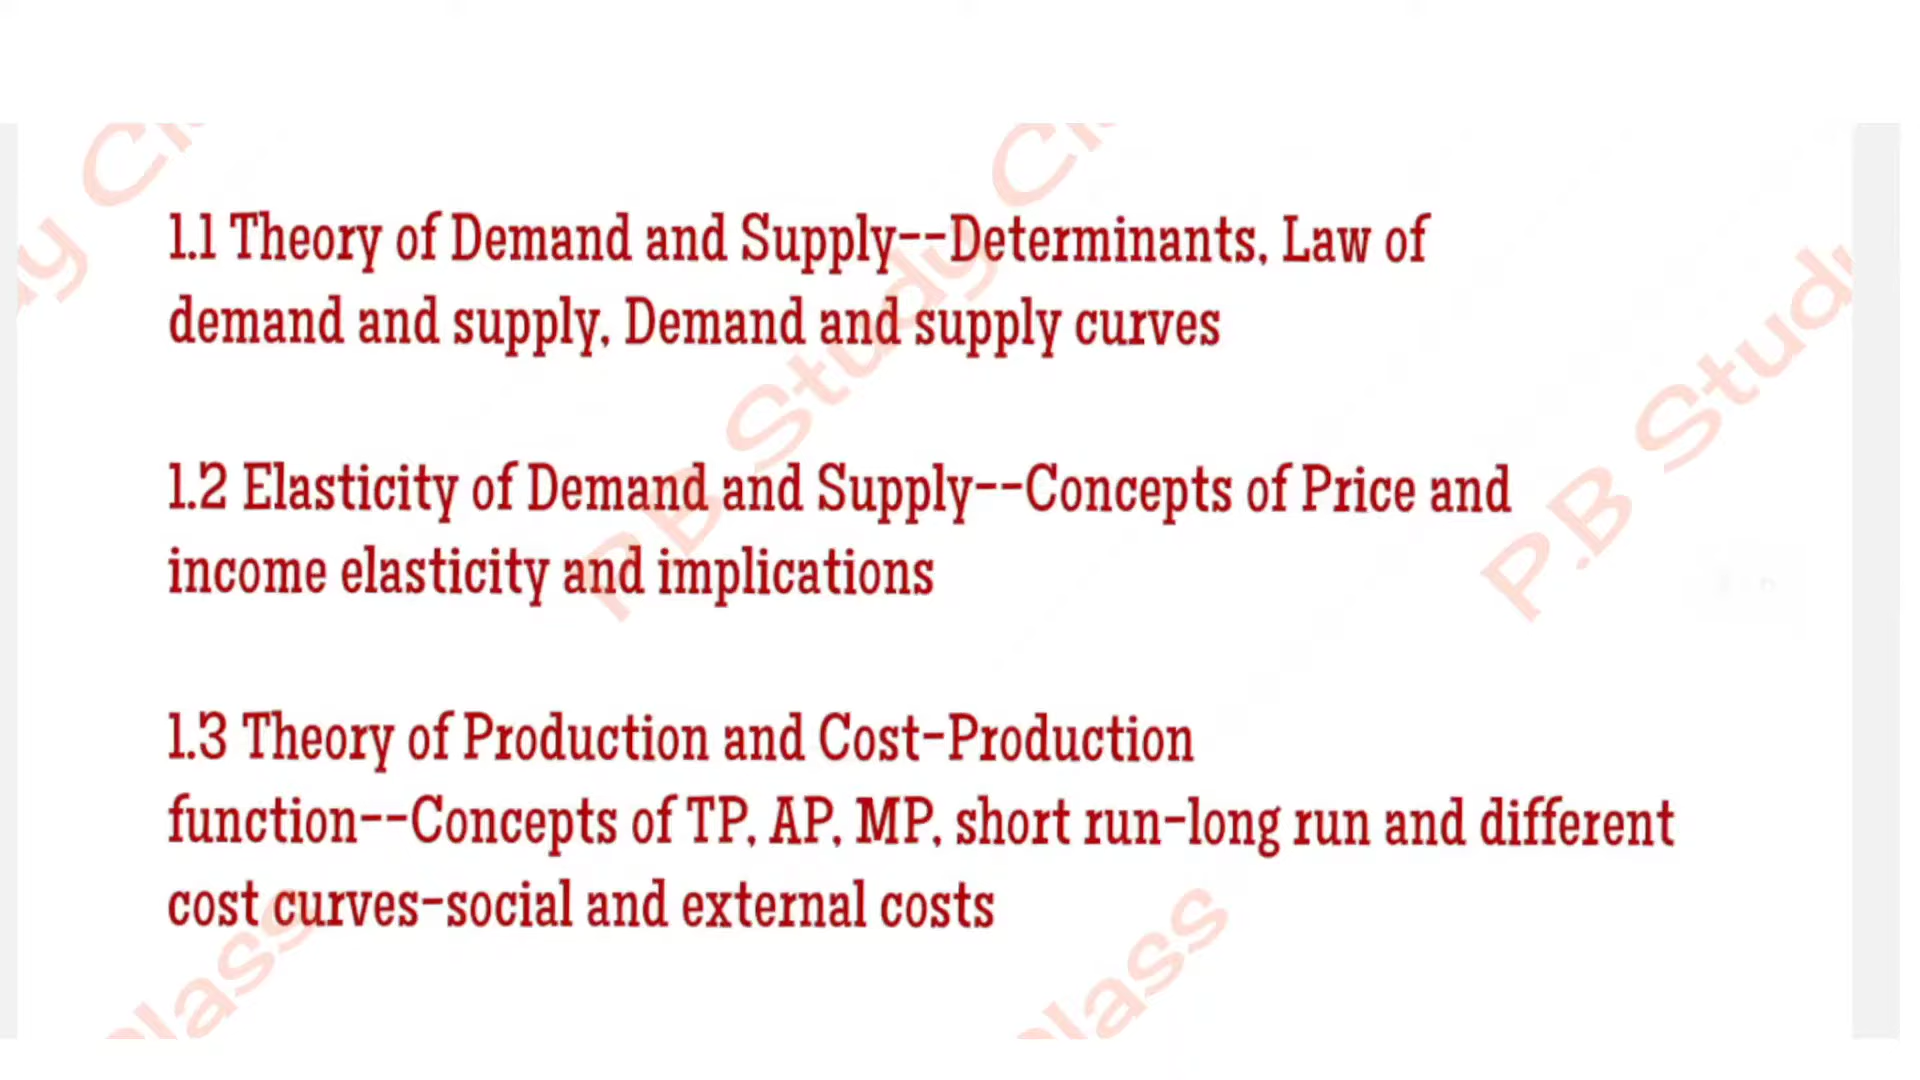 1.1 Theory of Demand and Supply--Determinants, Law of
demand and supply, Demand and supply curves
1.2 Elasticity of Demand and Supply--Concepts of Price and
income elasticity and implications
1.3 Theory of Production and Cost-Production
function--Concepts of TP, AP, MP, short run-long run and different
cost curves-social and external costs
P.B Study
P.B Study